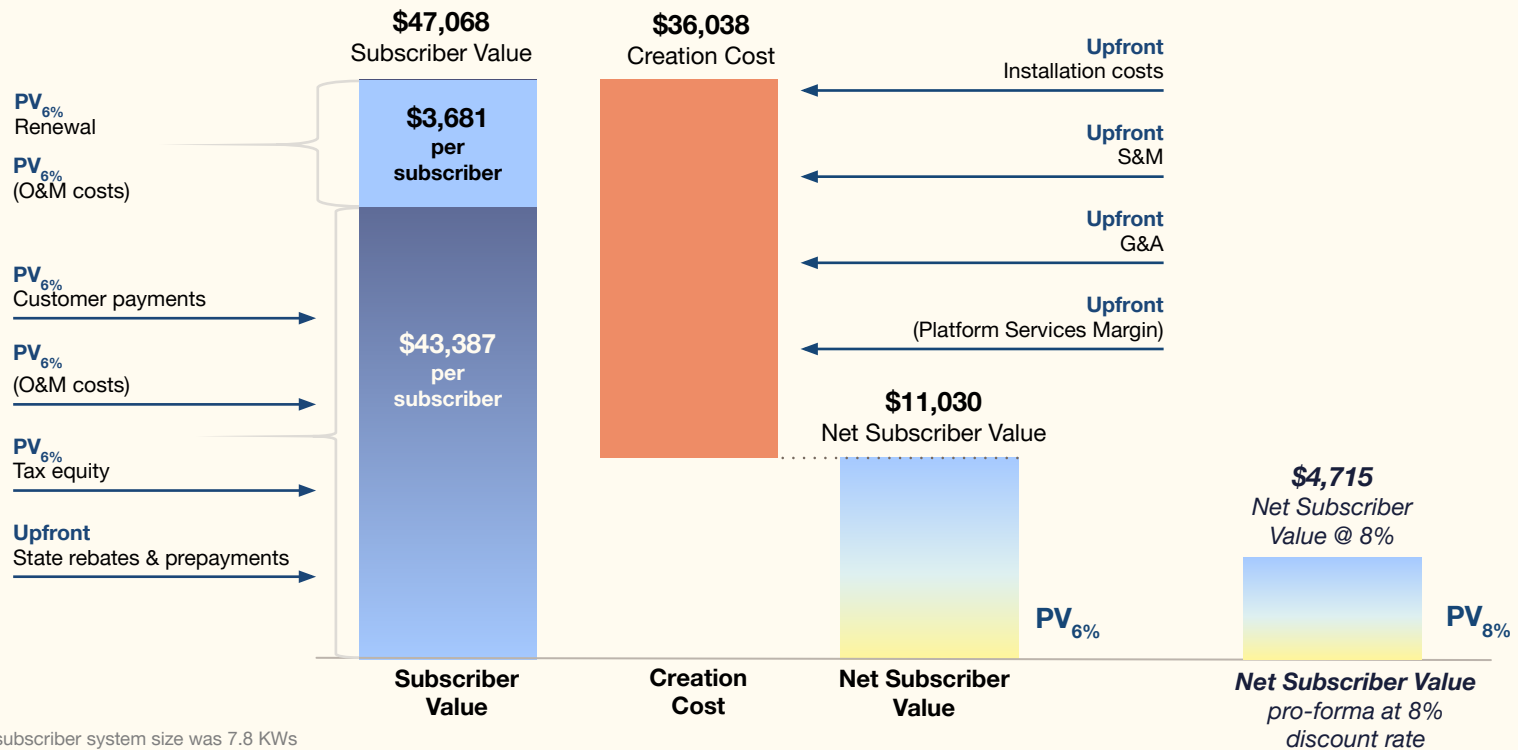 $47,068
Subscriber Value
$36,038
Creation Cost
PV6%
Renewal
PV6%
(O&M costs)
PV6%
Customer payments
PV6%
(O&M costs)
PV6%
Tax equity
Upfront
State rebates & prepayments
$3,681
per
subscriber
$43,387
per
subscriber
Upfront
Installation costs
Upfront
S&M
Upfront
G&A
Upfront
(Platform Services Margin)
$11,030
Net Subscriber Value
PV6%
$4,715
Net Subscriber
Value @ 8%
PV8%
Subscriber
Value
Creation
Cost
Net Subscriber
Value
Net Subscriber Value
pro-forma at 8%
discount rate
subscriber system size was 7.8 KWs